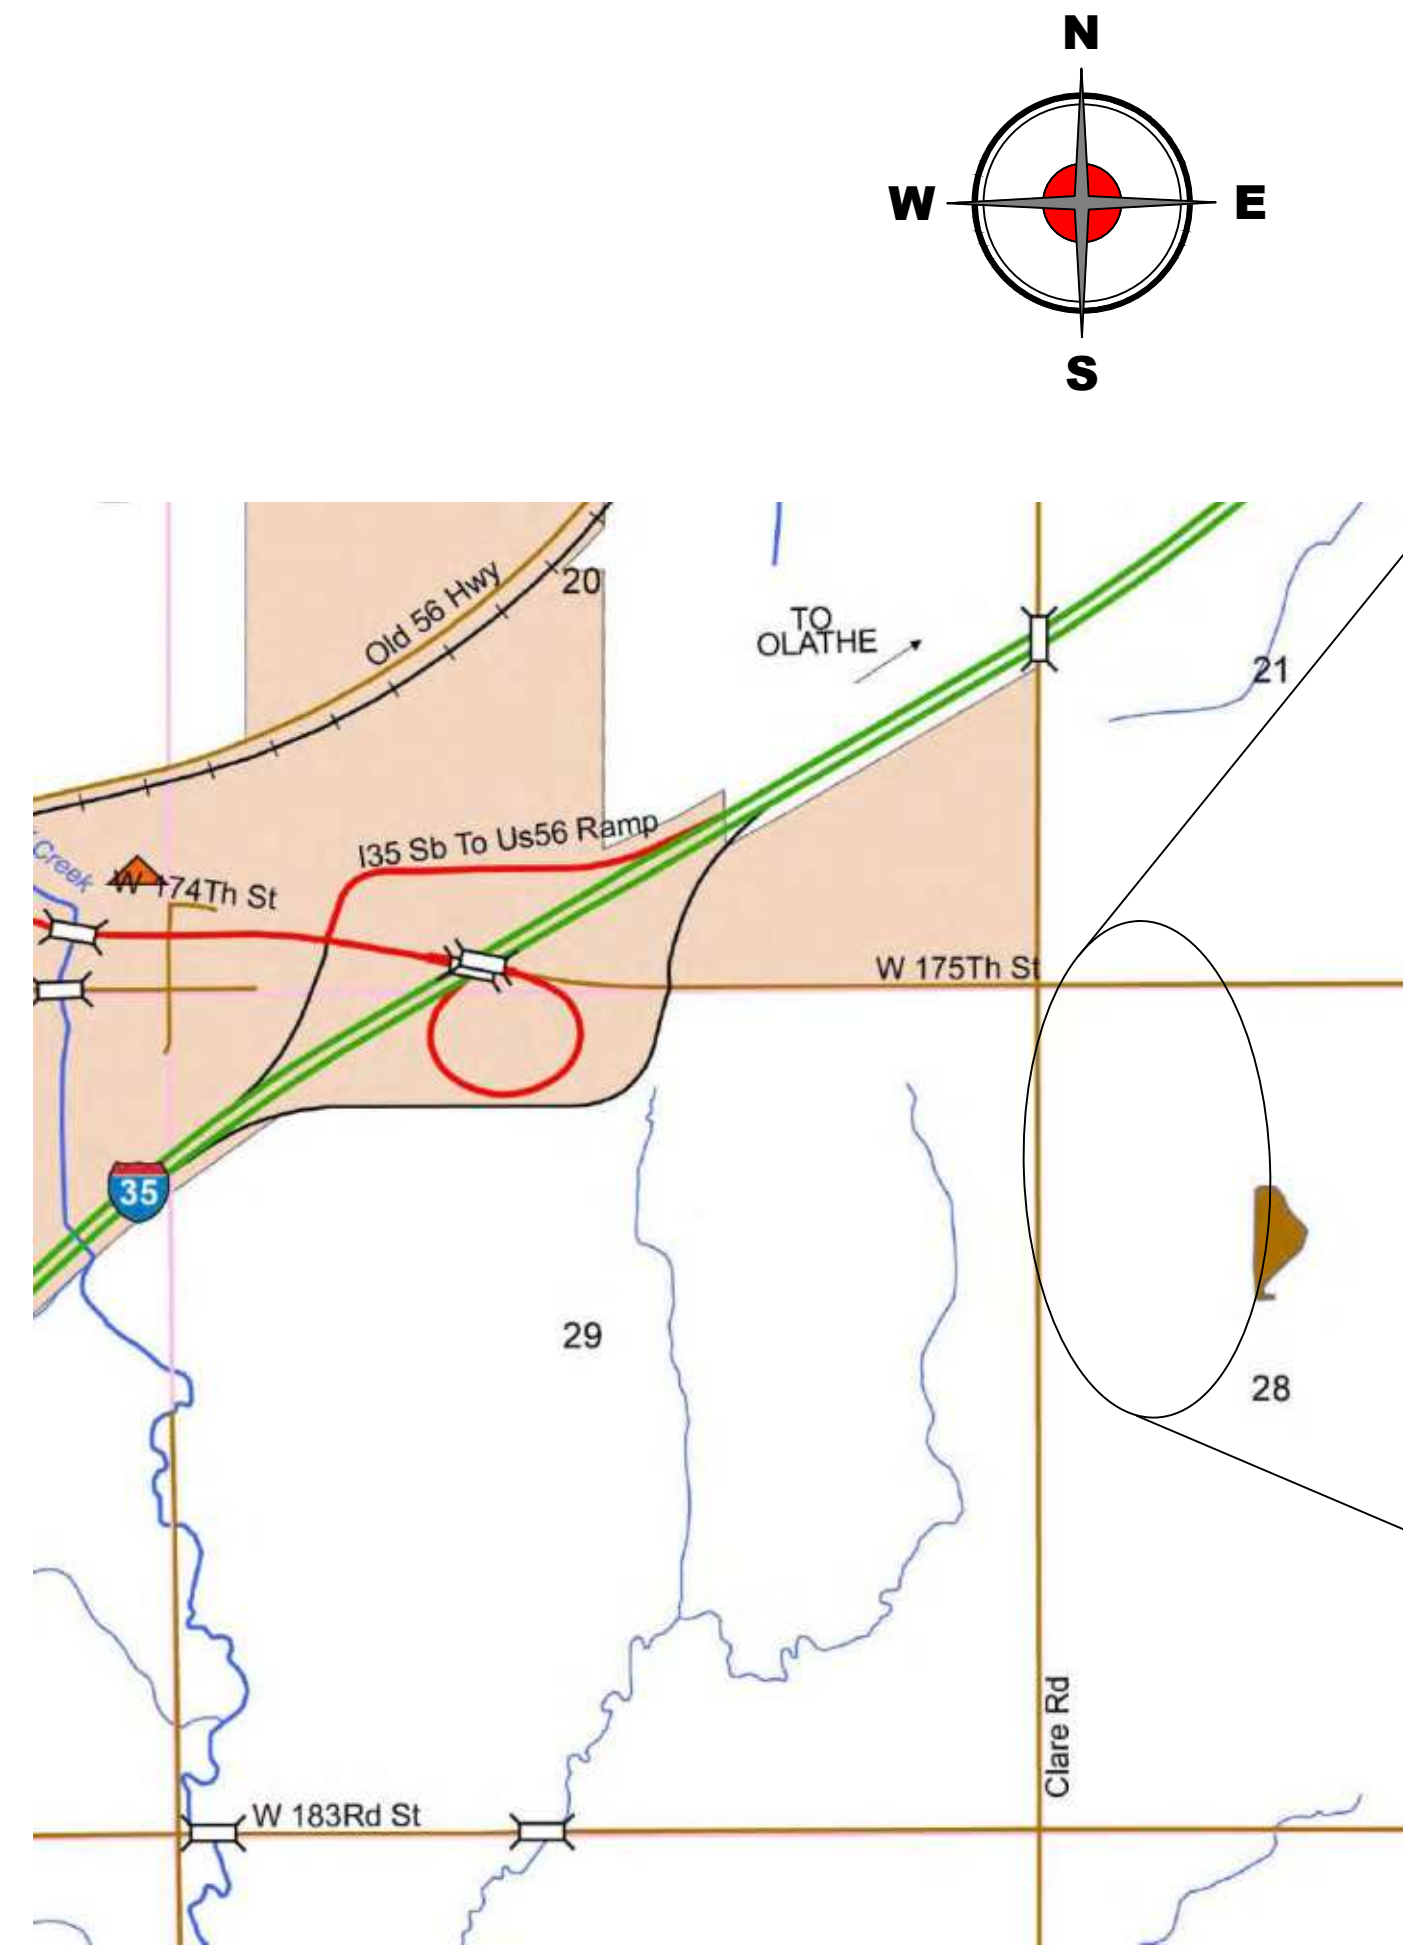 N
W
E
S
Old 56 Hwy
20
TO
OLATHE
21
I35 Sb To Us56 Ramp
Creek
W 174Th St
W 175Th St
35
29
28
Clare Rd
W 183Rd St